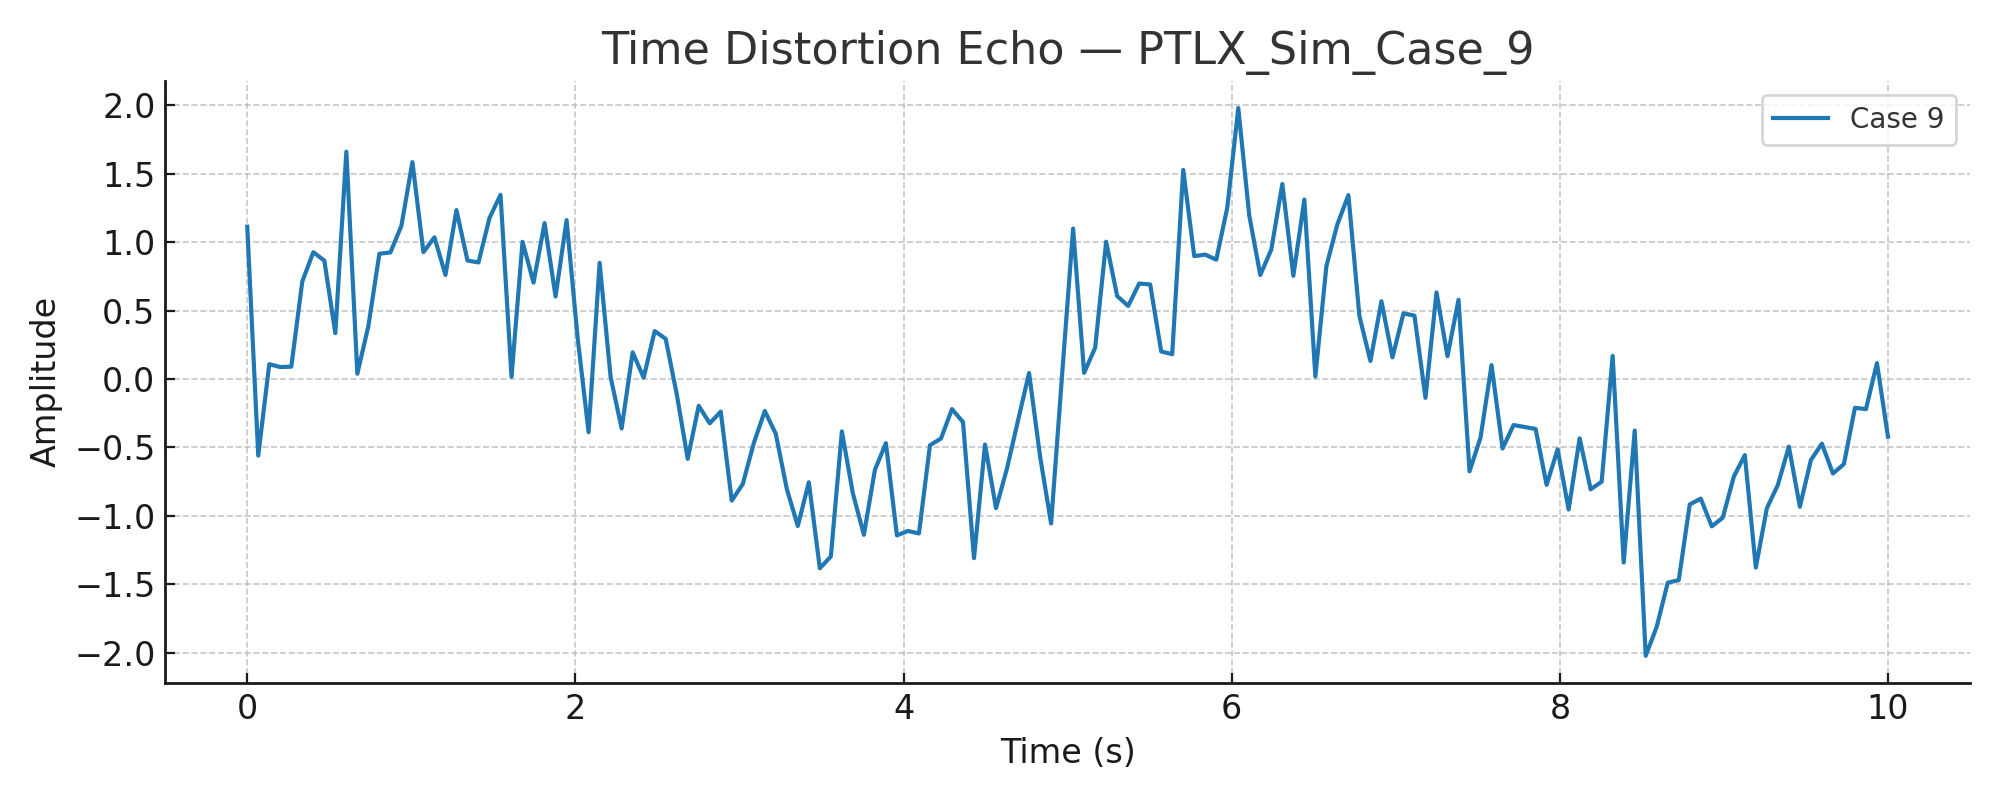 Time Distortion Echo — PTLX_Sim_Case_9
Case 9
Amplitude
2.0
1.5
1.0
0.5
0.0
−0.5
−1.0
−1.5
−2.0
0 2 4 6 8 10
Time (s)